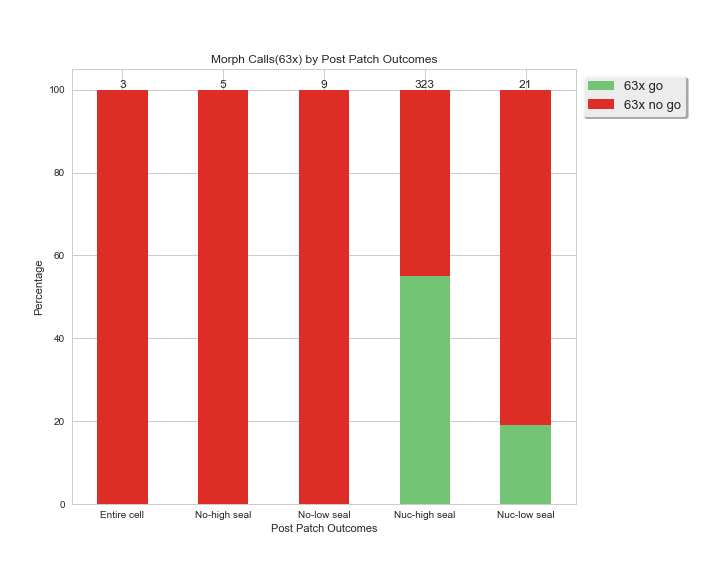 Morph Calls(63x) by Post Patch Outcomes
3 5 9 323 21
63x go
63x no go
100
80
60
40
20
0
Percentage
Entire cell No-high seal No-low seal Nuc-high seal Nuc-low seal
Post Patch Outcomes